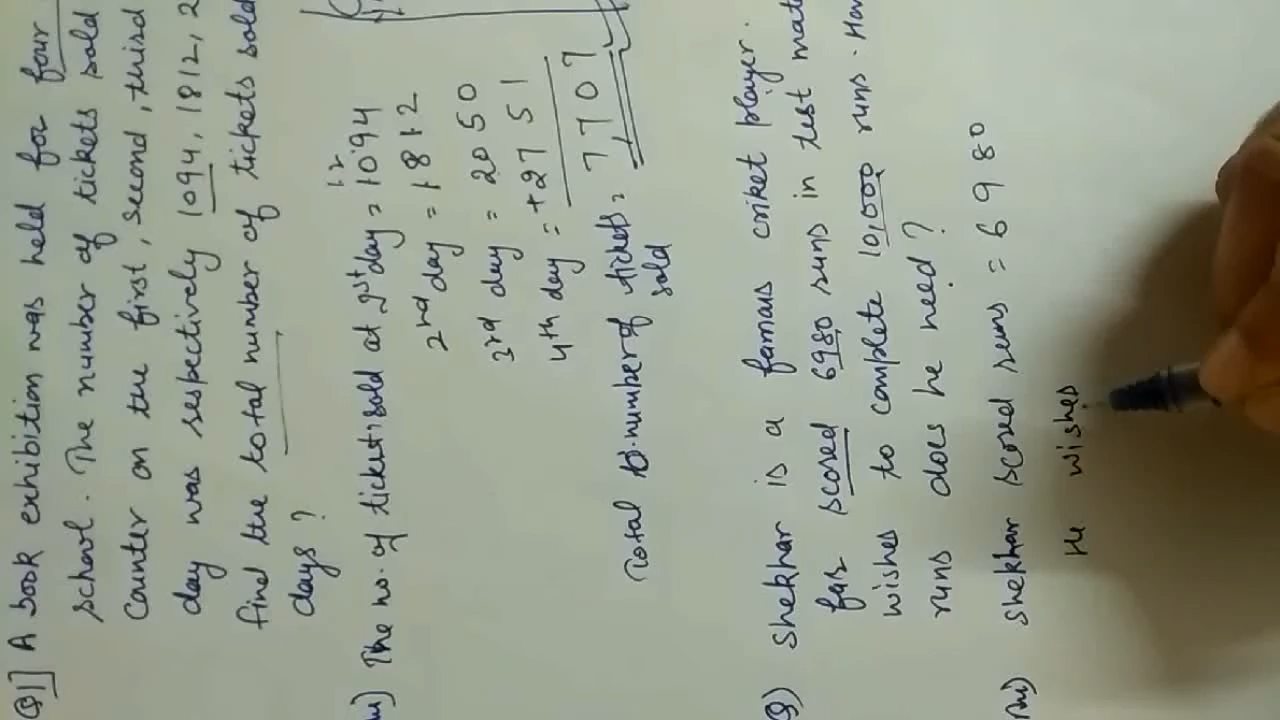 Q1] A book exhibition was held for four
school. The number of tickets sold
Counter on the first, second, third
day was respectively 1094, 1812, 2
find the total number of tickets sold
days?
The no. of ticket sold at 1st day = 1094
12
2nd day = 1812
3rd day = 2050
4th day = +2751
Total number of tickets = 7707
sold
Q) Shekhar is a famous criket player.
far scored 6980 runs in test mat
wishes to complete 10,000 runs. How
runs does he need?
Shekhar scored runs = 6980
He wishes